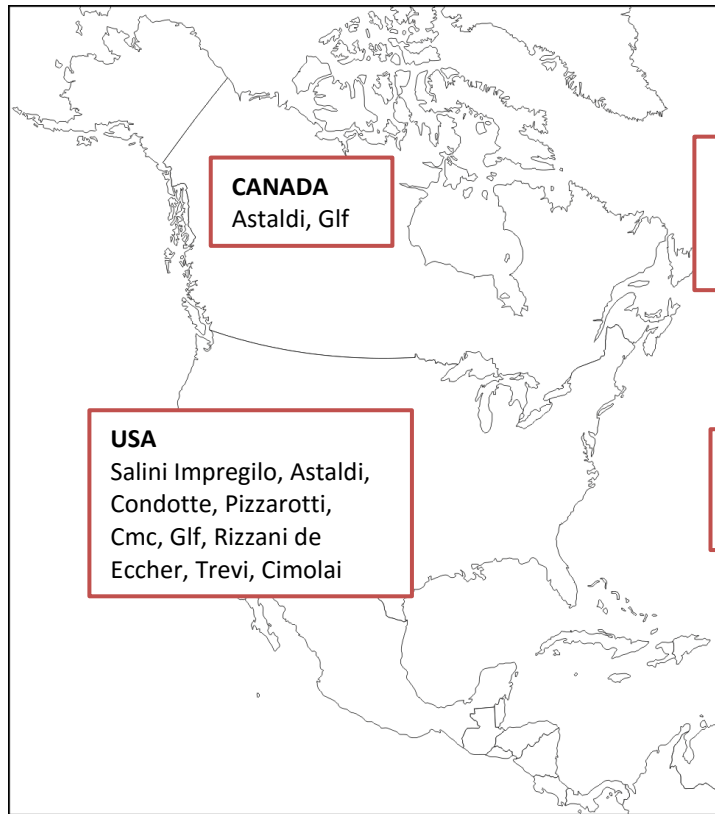 CANADA
Astaldi, Glf
USA
Salini Impregilo, Astaldi,
Condotte, Pizzarotti,
Cmc, Glf, Rizzani de
Eccher, Trevi, Cimolai